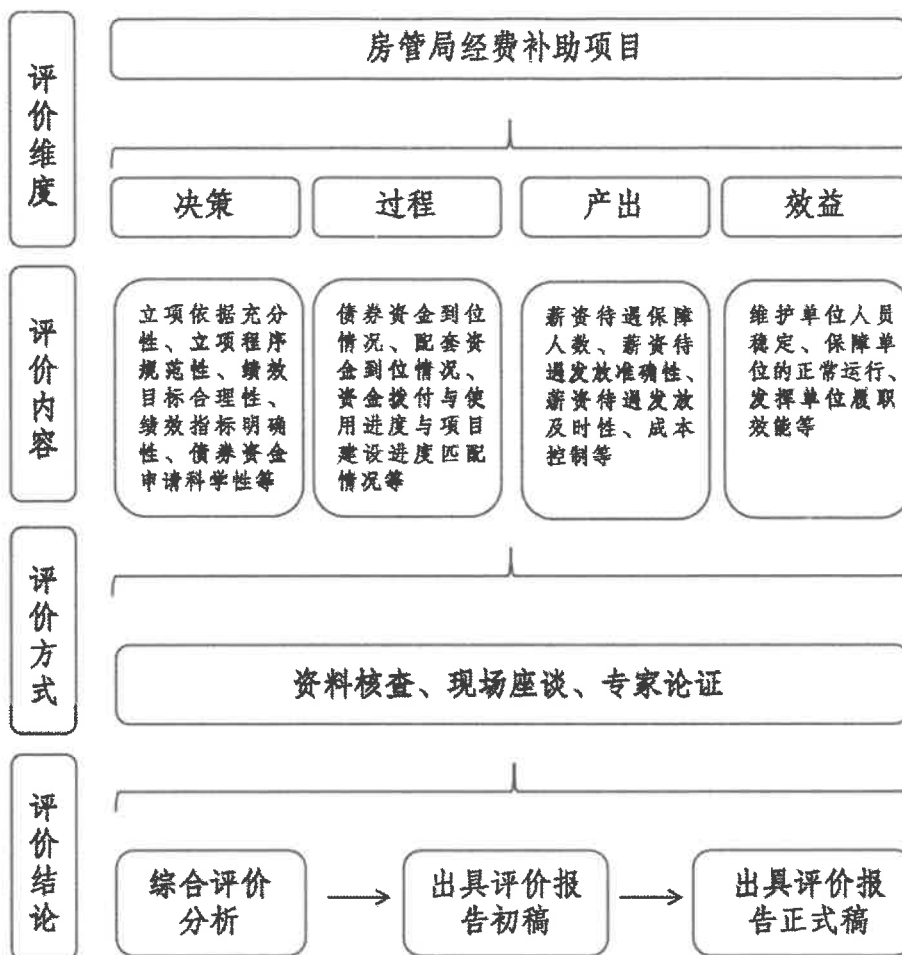 评价维度
房管局经费补助项目
决策
过程
产出
效益
评价内容
立项依据充分
性、立项程序
规范性、绩效
目标合理性、
绩效指标明确
性、债券资金
申请科学性等
债券资金到位
情况、配套资
金到位情况、
资金拨付与使
用进度与项目
建设进度匹配
情况等
薪资待遇保障
人数、薪资待
遇发放准确性、
薪资待遇发放
及时性、成本
控制等
维护单位人员
稳定、保障单
位的正常运行、
发挥单位履职
效能等
评价方式
资料核查、现场座谈、专家论证
评价结论
综合评价
分析
出具评价报
告初稿
出具评价报
告正式稿